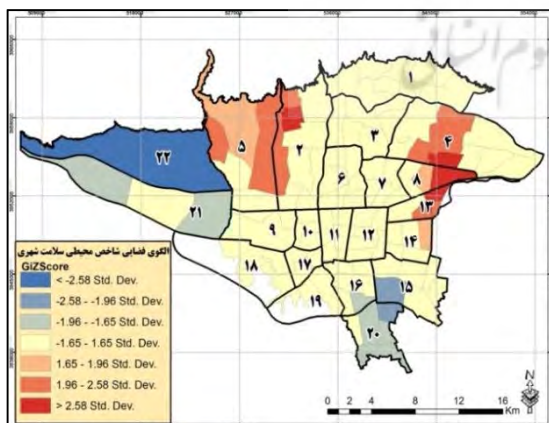 علوم انسانی
۱
۲
۳
۴
۵
۶
۷
۸
۹
۱۰
۱۱
۱۲
۱۳
۱۴
۱۵
۱۶
۱۷
۱۸
۱۹
۲۰
۲۱
۲۲
الگوی فضایی شاخص محیطی سلامت شهری
GiZScore
< -2.58 Std. Dev.
-2.58 - -1.96 Std. Dev.
-1.96 - -1.65 Std. Dev.
-1.65 - 1.65 Std. Dev.
1.65 - 1.96 Std. Dev.
1.96 - 2.58 Std. Dev.
> 2.58 Std. Dev.
N
0 2 4 8 12 16
Km